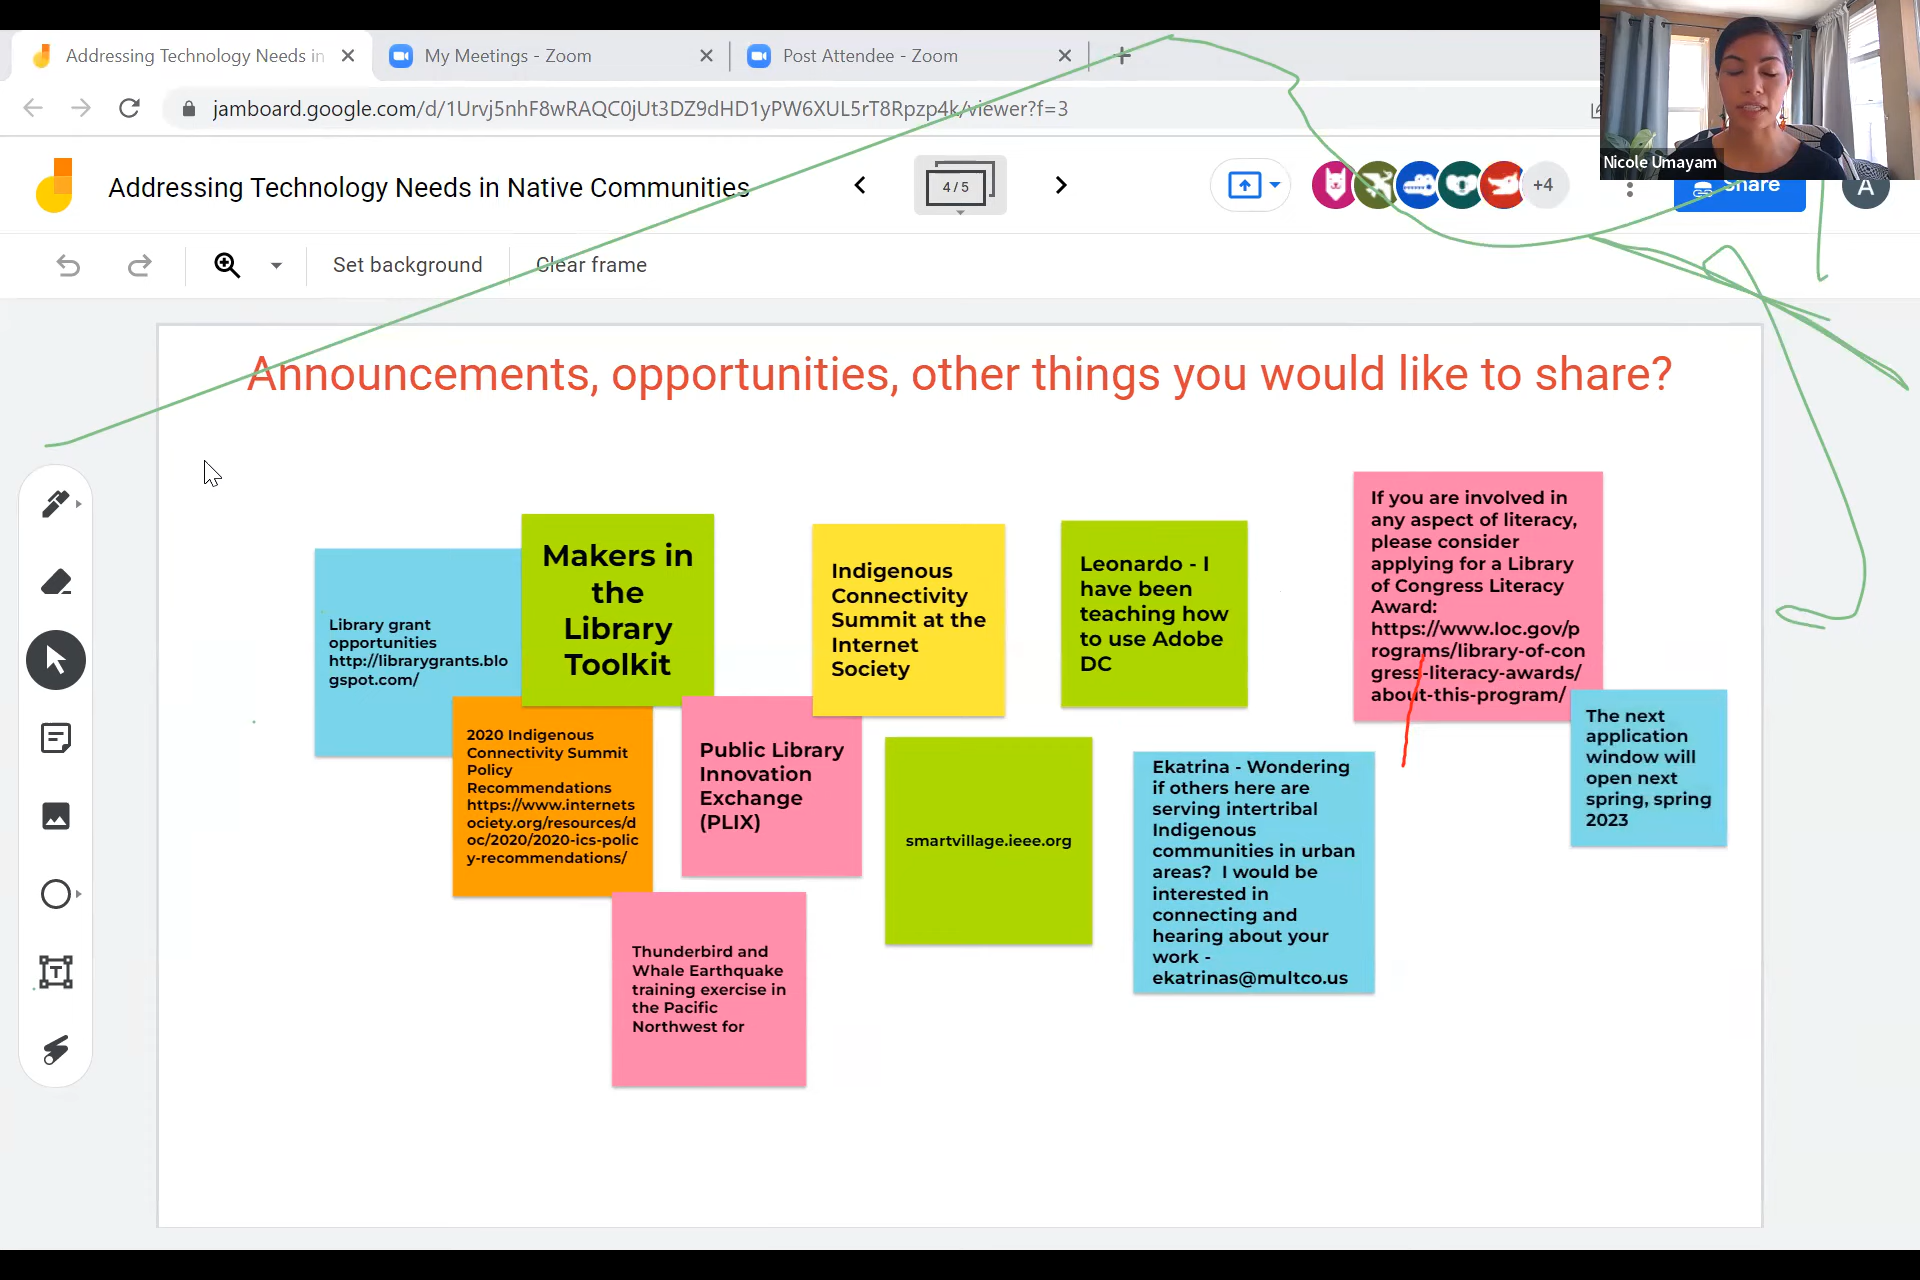 Addressing Technology Needs in
My Meetings - Zoom
Post Attendee - Zoom
jamboard.google.com/d/1Urvj5nhF8wRAQC0jUt3DZ9dHD1yPW6XUL5rT8Rpzp4k/viewer?f=3
Nicole Umayam
Addressing Technology Needs in Native Communities
4 / 5
+4
Share
A
Set background
Clear frame
Announcements, opportunities, other things you would like to share?
Library grant
opportunities
http://librarygrants.blo
gspot.com/
Makers in
the
Library
Toolkit
Indigenous
Connectivity
Summit at the
Internet
Society
Leonardo - I
have been
teaching how
to use Adobe
DC
If you are involved in
any aspect of literacy,
please consider
applying for a Library
of Congress Literacy
Award:
https://www.loc.gov/p
rograms/library-of-con
gress-literacy-awards/
about-this-program/
The next
application
window will
open next
spring, spring
2023
2020 Indigenous
Connectivity Summit
Policy
Recommendations
https://www.internets
ociety.org/resources/d
oc/2020/2020-ics-polic
y-recommendations/
Public Library
Innovation
Exchange
(PLIX)
smartvillage.ieee.org
Ekatrina - Wondering
if others here are
serving intertribal
Indigenous
communities in urban
areas? I would be
interested in
connecting and
hearing about your
work -
ekatrinas@multco.us
Thunderbird and
Whale Earthquake
training exercise in
the Pacific
Northwest for